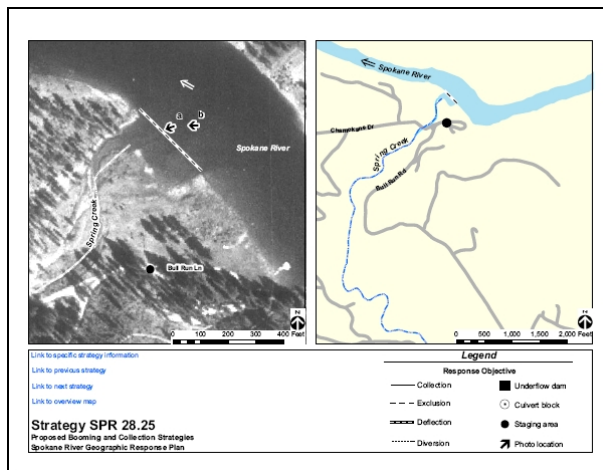 a
b
Spokane River
Spring Creek
Bull Run Ln
N
0 100 200 300 400
Feet
Spokane River
Spring Creek
Bull Run Rd
N
0 500 1,000 1,500 2,000
Feet
Link to specific strategy information
Link to previous strategy
Link to next strategy
Link to overview map
Strategy SPR 28.25
Proposed Booming and Collection Strategies
Spokane River Geographic Response Plan
Legend
Response Objective
Collection
Exclusion
Deflection
Diversion
Underflow dam
Culvert block
Staging area
Photo location